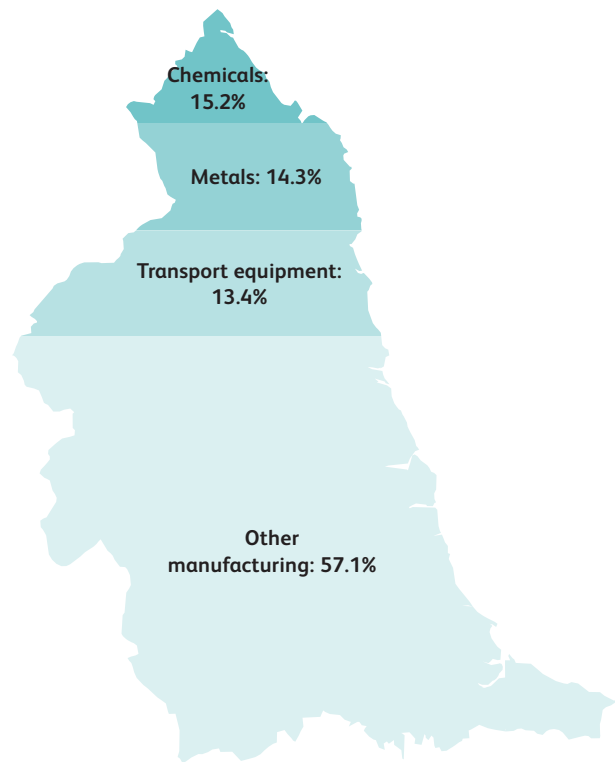 Chemicals:
15.2%
Metals: 14.3%
Transport equipment:
13.4%
Other
manufacturing: 57.1%